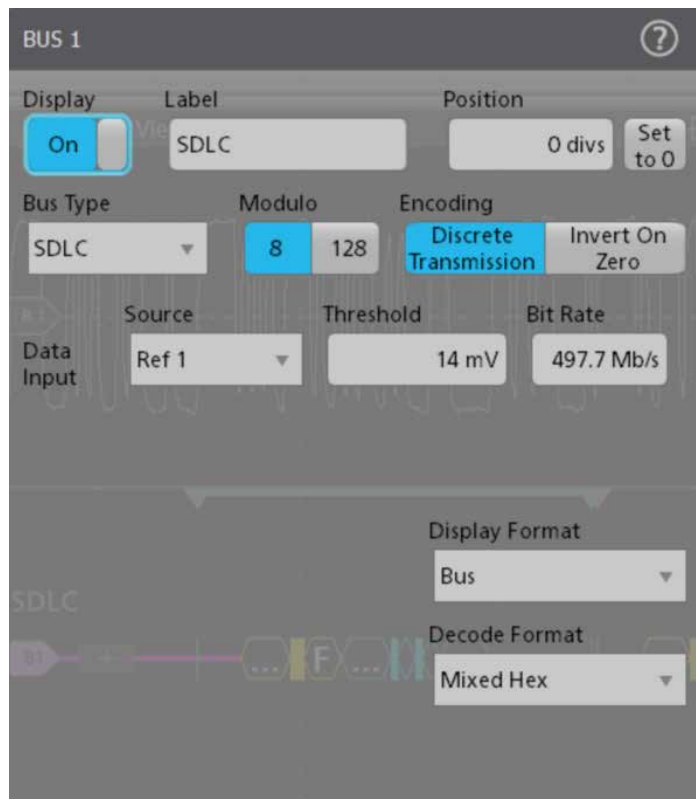 BUS 1
?
Display Label Position
On SDLC 0 divs Set to 0
Bus Type Modulo Encoding
SDLC 8 128 Discrete Transmission Invert On Zero
Source Threshold Bit Rate
Data Input Ref 1 14 mV 497.7 Mb/s
Display Format
Bus
SDLC
Decode Format
B1 ... F ... Mixed Hex